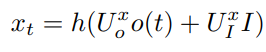 $x_t = h(U_o^x o(t) + U_I^x I)$